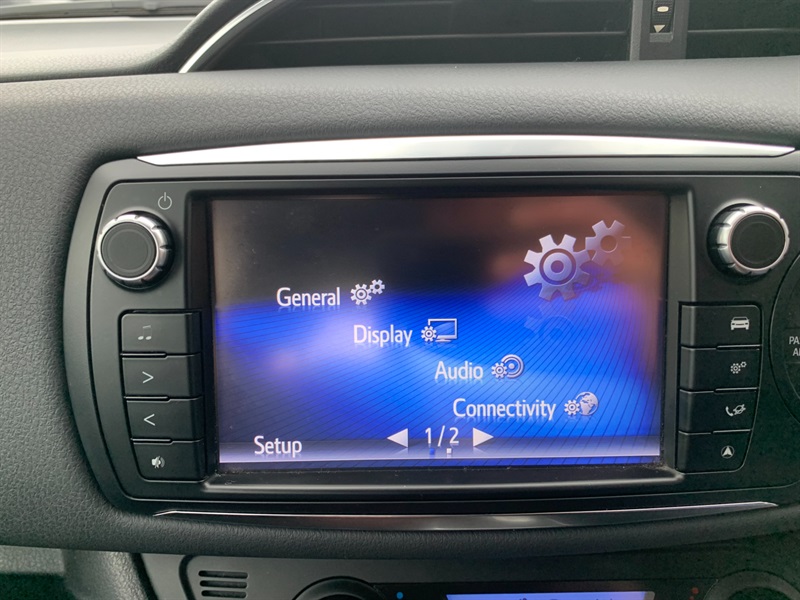 General
Display
Audio
Connectivity
Setup
1/2